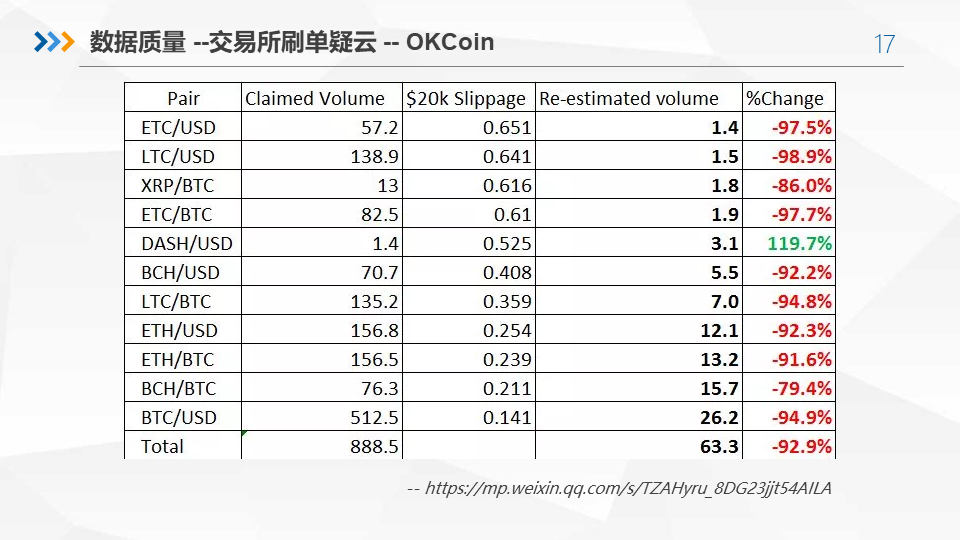 数据质量 --交易所刷单疑云 -- OKCoin
17
Pair Claimed Volume $20k Slippage Re-estimated volume %Change
ETC/USD 57.2 0.651 1.4 -97.5%
LTC/USD 138.9 0.641 1.5 -98.9%
XRP/BTC 13 0.616 1.8 -86.0%
ETC/BTC 82.5 0.61 1.9 -97.7%
DASH/USD 1.4 0.525 3.1 119.7%
BCH/USD 70.7 0.408 5.5 -92.2%
LTC/BTC 135.2 0.359 7.0 -94.8%
ETH/USD 156.8 0.254 12.1 -92.3%
ETH/BTC 156.5 0.239 13.2 -91.6%
BCH/BTC 76.3 0.211 15.7 -79.4%
BTC/USD 512.5 0.141 26.2 -94.9%
Total 888.5 63.3 -92.9%
-- https://mp.weixin.qq.com/s/TZAHyru_8DG23jjt54AILA